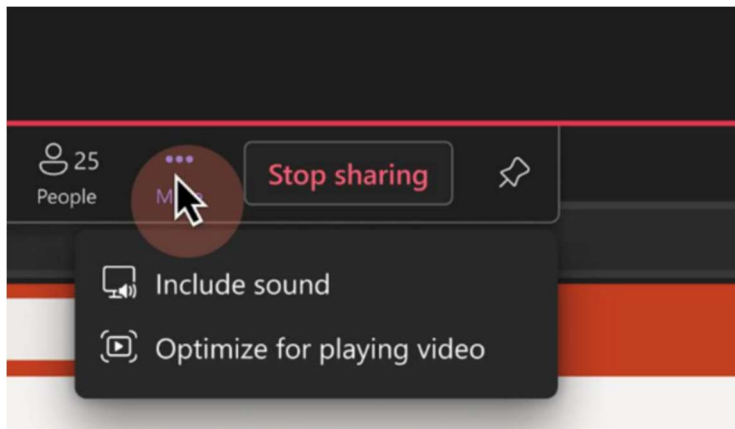 25
People
Stop sharing
Include sound
Optimize for playing video